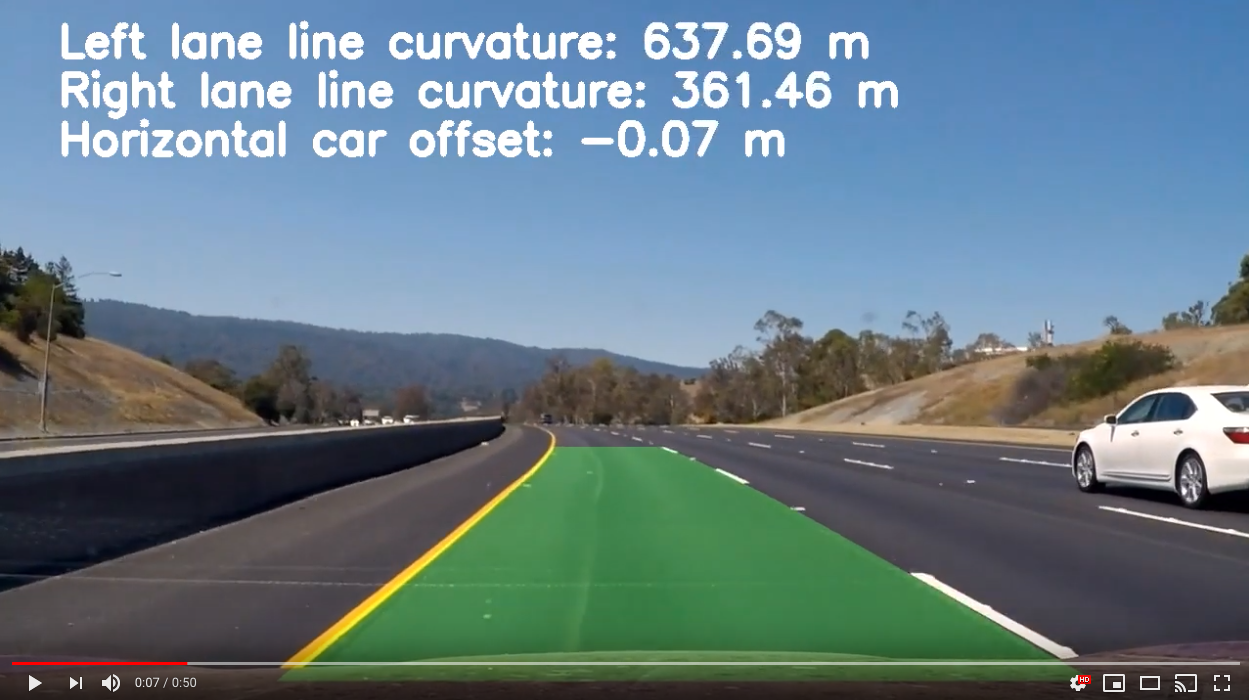 Left lane line curvature: 637.69 m
Right lane line curvature: 361.46 m
Horizontal car offset: -0.07 m
0:07 / 0:50
HD